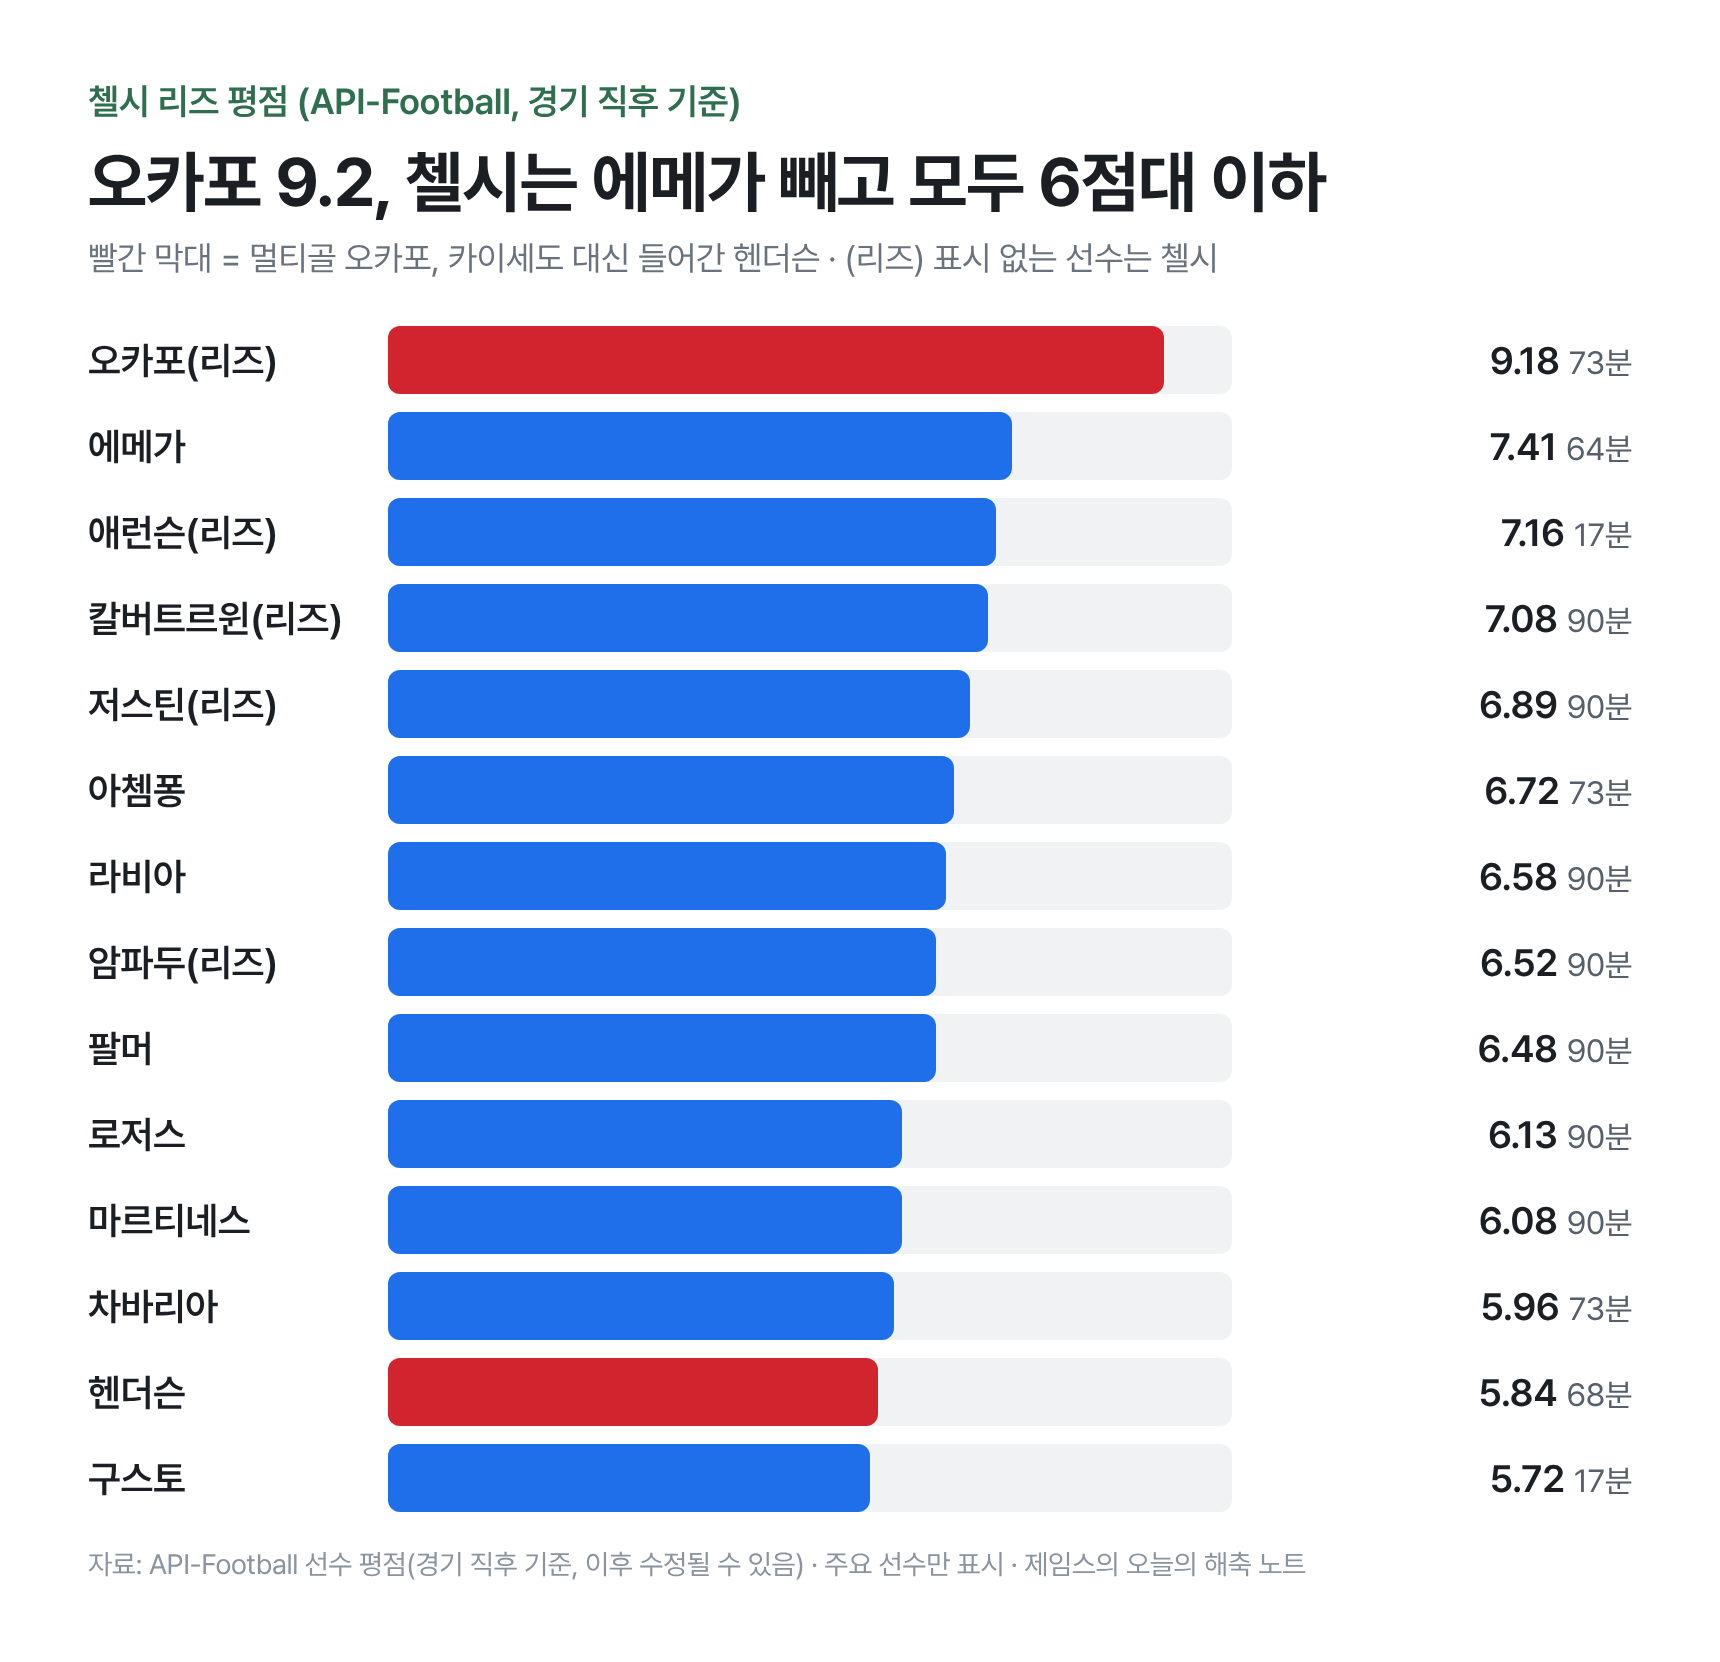 첼시 리즈 평점 (API-Football, 경기 직후 기준)
오카포 9.2, 첼시는 에메가 빼고 모두 6점대 이하
빨간 막대 = 멀티골 오카포, 카이세도 대신 들어간 헨더슨 · (리즈) 표시 없는 선수는 첼시
오카포(리즈) 9.18 73분
에메가 7.41 64분
애런슨(리즈) 7.16 17분
칼버트르윈(리즈) 7.08 90분
저스틴(리즈) 6.89 90분
아쳄퐁 6.72 73분
라비아 6.58 90분
암파두(리즈) 6.52 90분
팔머 6.48 90분
로저스 6.13 90분
마르티네스 6.08 90분
차바리아 5.96 73분
헨더슨 5.84 68분
구스토 5.72 17분
자료: API-Football 선수 평점(경기 직후 기준, 이후 수정될 수 있음) · 주요 선수만 표시 · 제임스의 오늘의 해축 노트